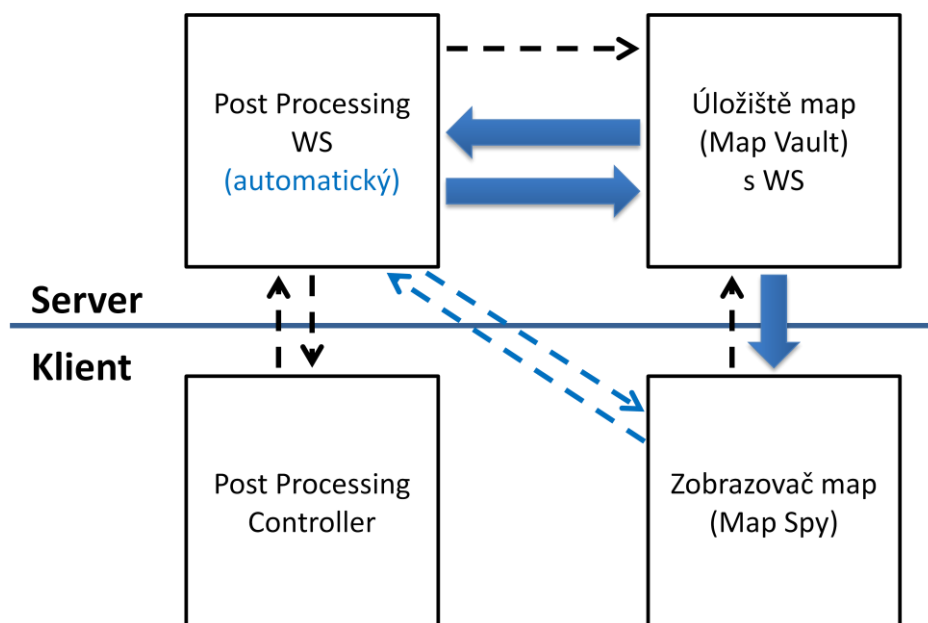 Post Processing
WS
(automatický)
Úložiště map
(Map Vault)
s WS
Server
Klient
Post Processing
Controller
Zobrazovač map
(Map Spy)